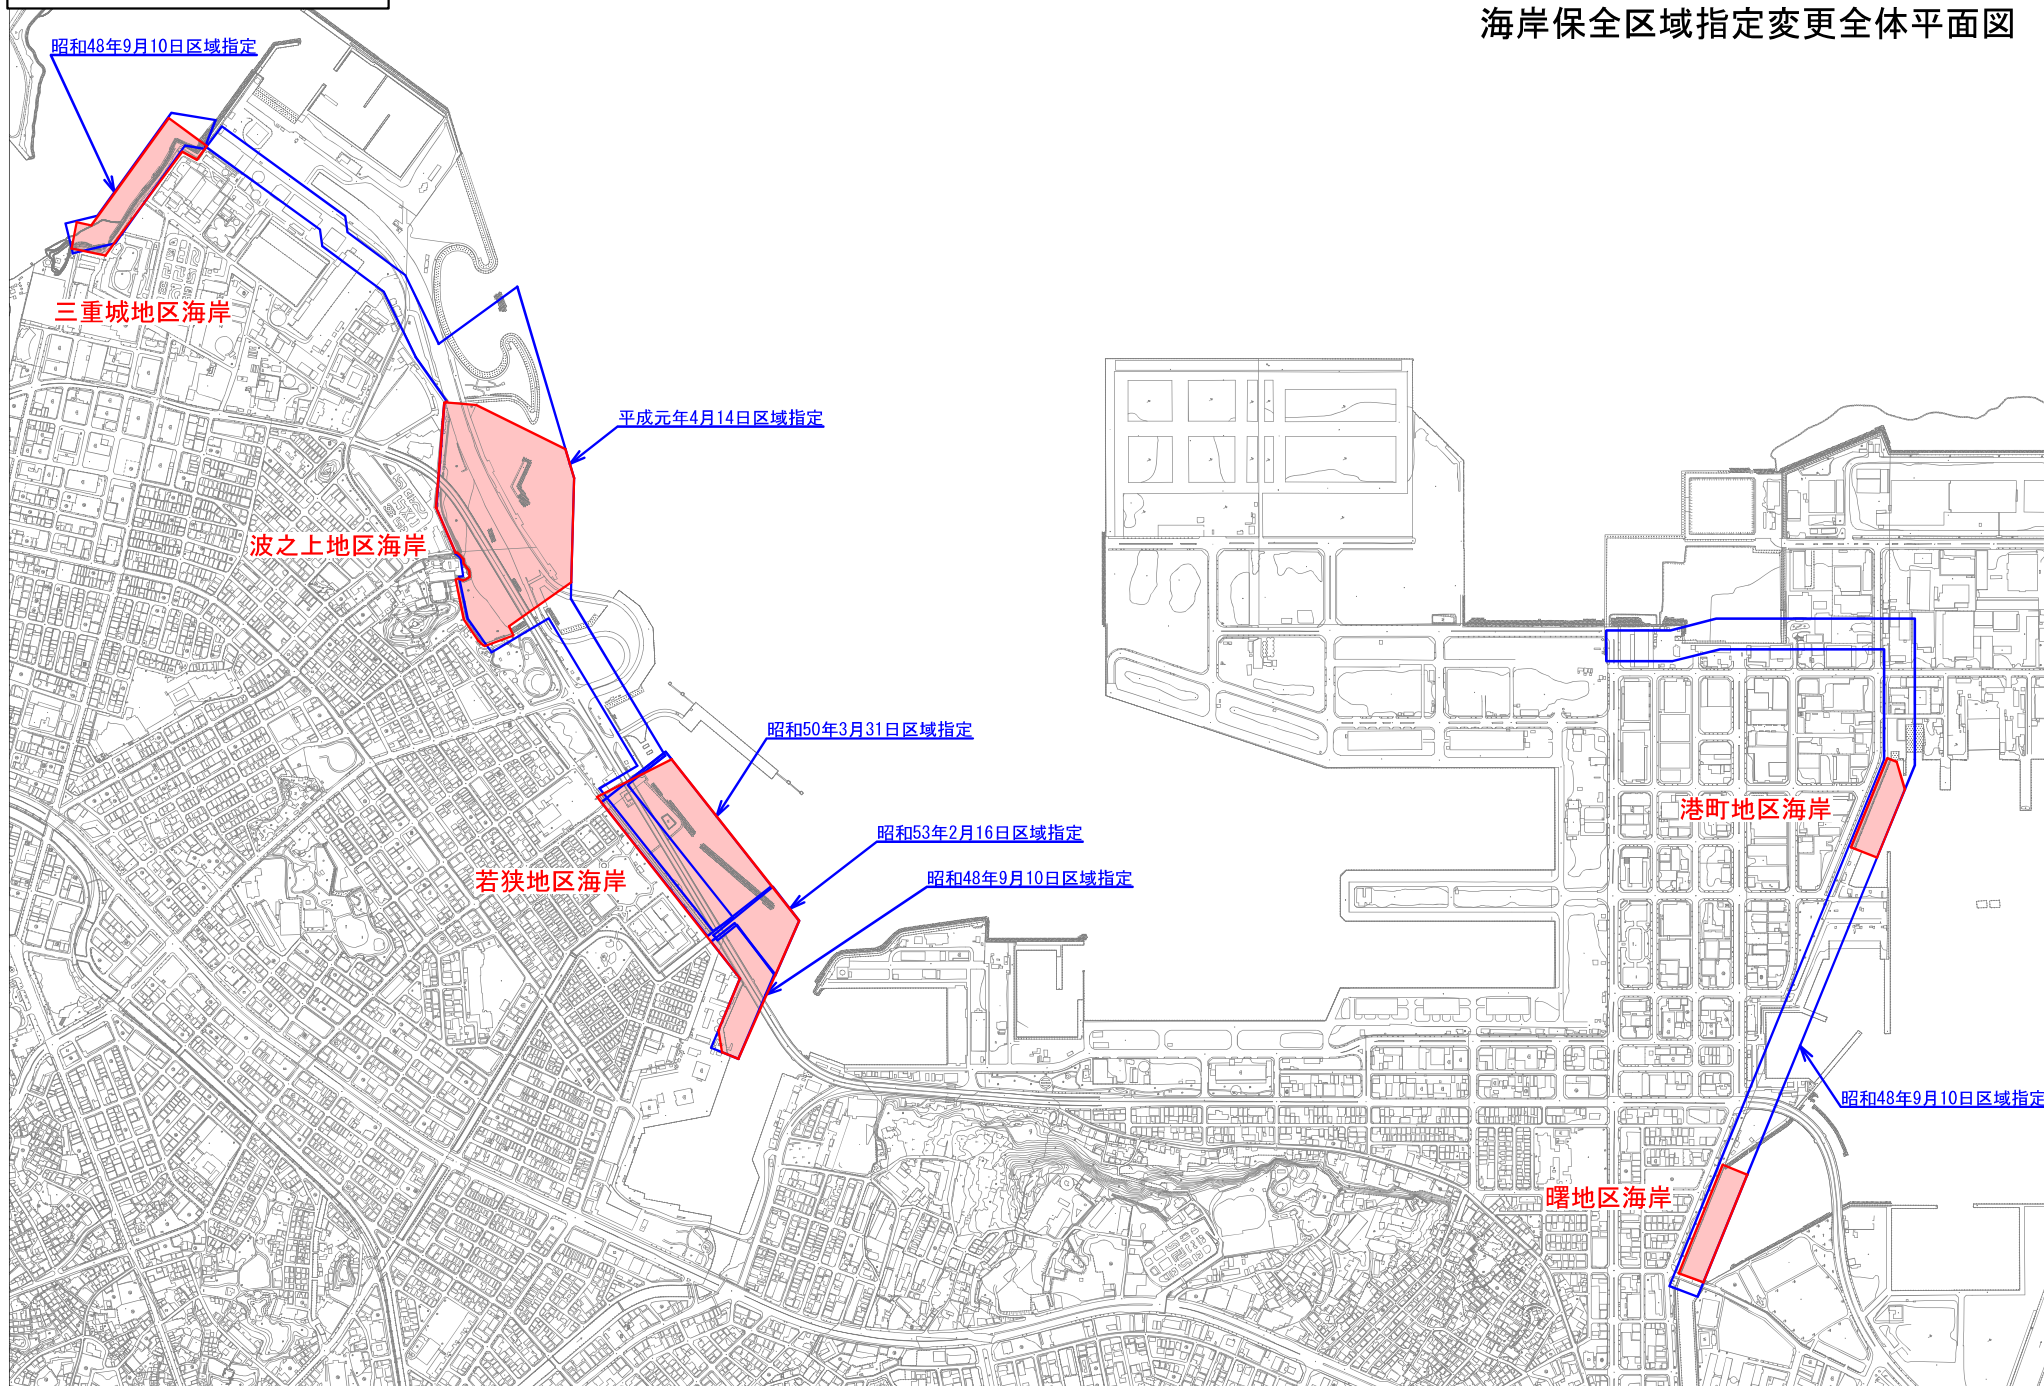 海岸保全区域指定変更全体平面図
昭和48年9月10日区域指定
三重城地区海岸
平成元年4月14日区域指定
波之上地区海岸
昭和50年3月31日区域指定
昭和53年2月16日区域指定
若狭地区海岸
昭和48年9月10日区域指定
港町地区海岸
昭和48年9月10日区域指定
曙地区海岸